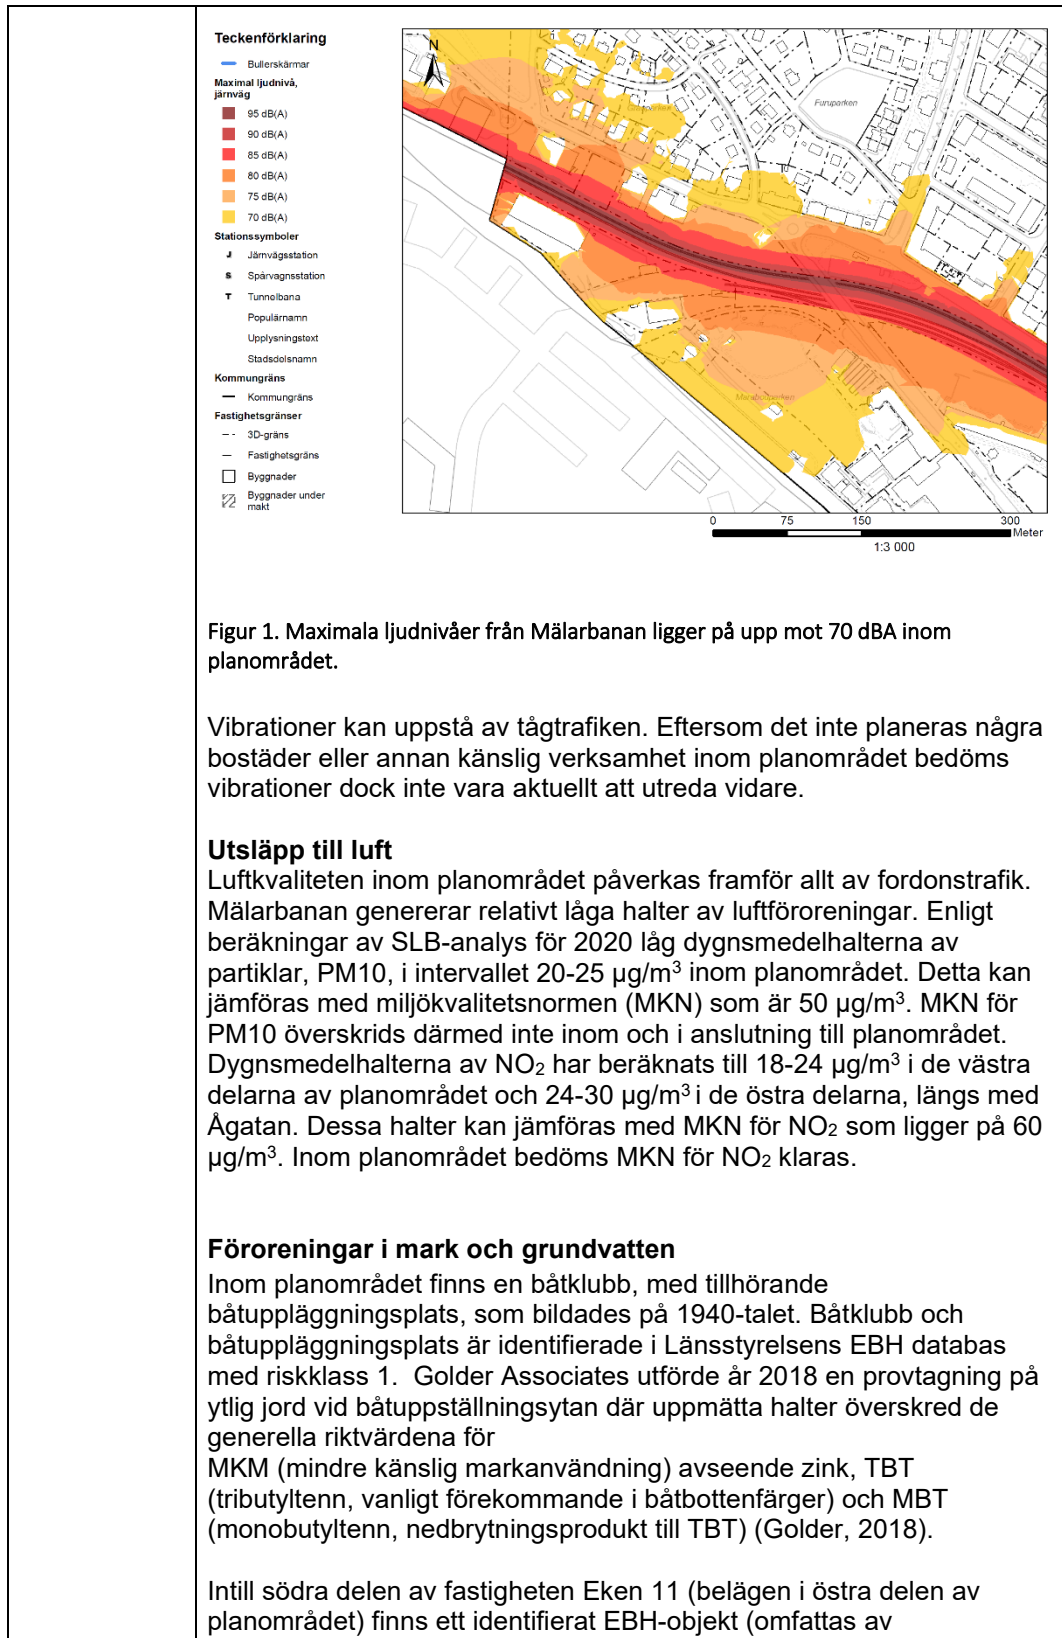 Teckenförklaring
Bullerskärmar
Maximal ljudnivå,
järnväg
95 dB(A)
90 dB(A)
85 dB(A)
80 dB(A)
75 dB(A)
70 dB(A)
Stationssymboler
J Järnvägsstation
S Spårvagnsstation
T Tunnelbana
Populärnamn
Upplysningstext
Stadsdelsnamn
Kommungräns
Kommungräns
Fastighetsgränser
3D-gräns
Fastighetsgräns
Byggnader
Byggnader under
makt
N
Furuparken
Marabouparken
0 75 150 300
Meter
1:3 000
Figur 1. Maximala ljudnivåer från Mälarbanan ligger på upp mot 70 dBA inom
planområdet.
Vibrationer kan uppstå av tågtrafiken. Eftersom det inte planeras några
bostäder eller annan känslig verksamhet inom planområdet bedöms
vibrationer dock inte vara aktuellt att utreda vidare.
Utsläpp till luft
Luftkvaliteten inom planområdet påverkas framför allt av fordonstrafik.
Mälarbanan genererar relativt låga halter av luftföroreningar. Enligt
beräkningar av SLB-analys för 2020 låg dygnsmedelhalterna av
partiklar, PM10, i intervallet 20-25 µg/m³ inom planområdet. Detta kan
jämföras med miljökvalitetsnormen (MKN) som är 50 µg/m³. MKN för
PM10 överskrids därmed inte inom och i anslutning till planområdet.
Dygnsmedelhalterna av NO₂ har beräknats till 18-24 µg/m³ i de västra
delarna av planområdet och 24-30 µg/m³ i de östra delarna, längs med
Ågatan. Dessa halter kan jämföras med MKN för NO₂ som ligger på 60
µg/m³. Inom planområdet bedöms MKN för NO₂ klaras.
Föroreningar i mark och grundvatten
Inom planområdet finns en båtklubb, med tillhörande
båtuppläggningsplats, som bildades på 1940-talet. Båtklubb och
båtuppläggningsplats är identifierade i Länsstyrelsens EBH databas
med riskklass 1. Golder Associates utförde år 2018 en provtagning på
ytlig jord vid båtuppställningsytan där uppmätta halter överskred de
generella riktvärdena för
MKM (mindre känslig markanvändning) avseende zink, TBT
(tributyltenn, vanligt förekommande i båtbottenfärger) och MBT
(monobutyltenn, nedbrytningsprodukt till TBT) (Golder, 2018).
Intill södra delen av fastigheten Eken 11 (belägen i östra delen av
planområdet) finns ett identifierat EBH-objekt (omfattas av